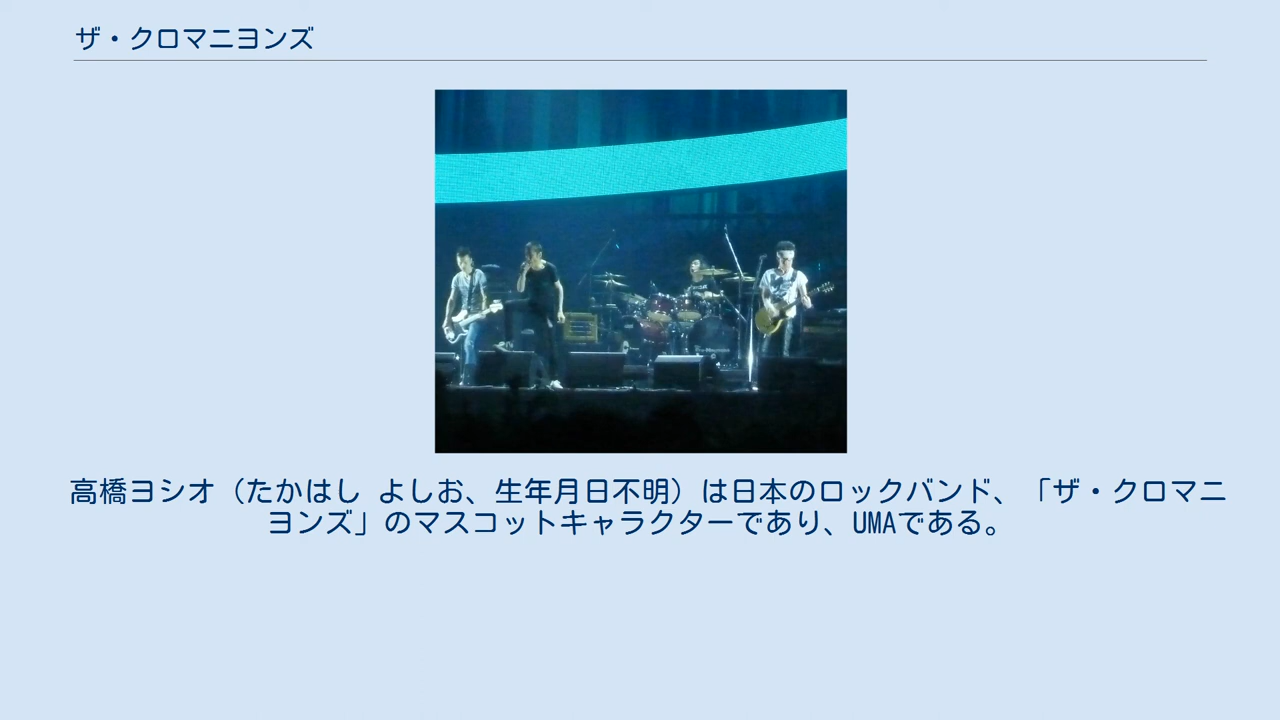 ザ・クロマニヨンズ
高橋ヨシオ（たかはし よしお、生年月日不明）は日本のロックバンド、「ザ・クロマニ
ヨンズ」のマスコットキャラクターであり、UMAである。